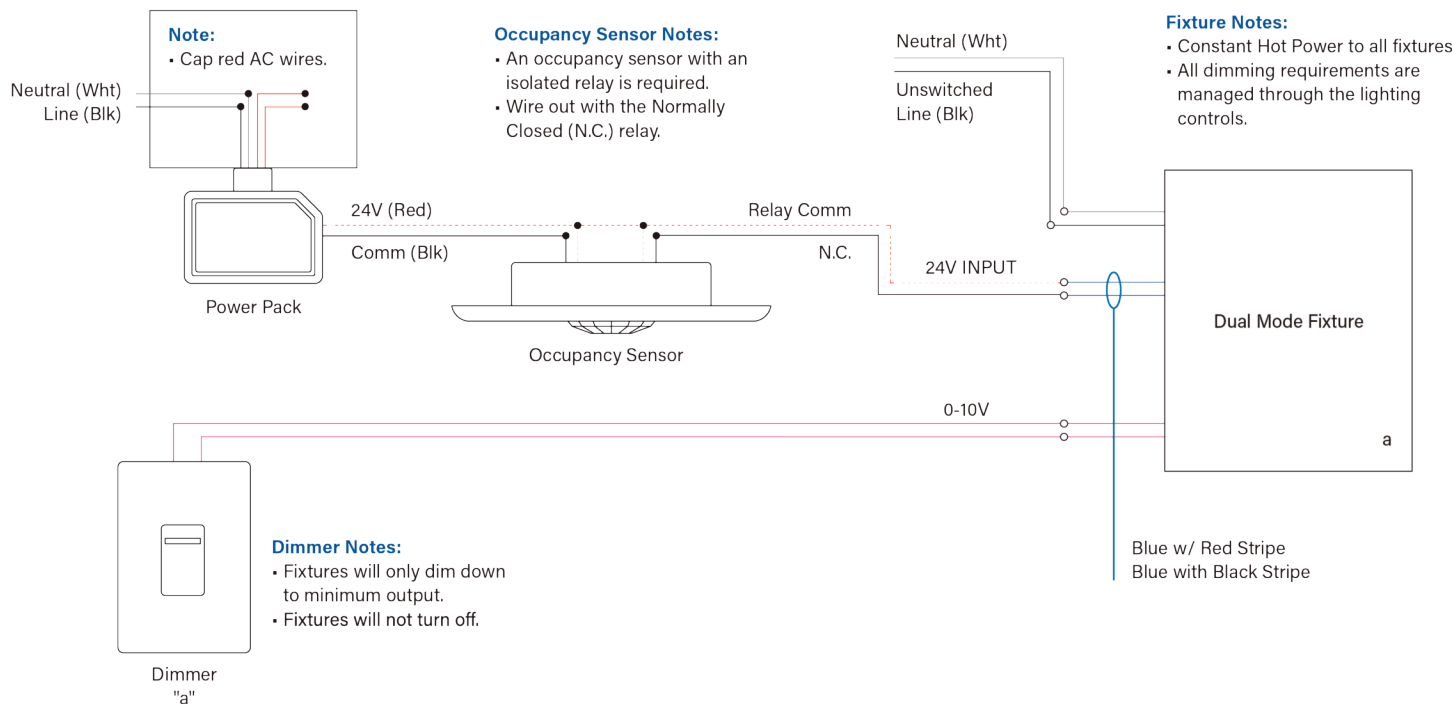 Note:
▪ Cap red AC wires.
Neutral (Wht)
Line (Blk)
Occupancy Sensor Notes:
▪ An occupancy sensor with an
isolated relay is required.
▪ Wire out with the Normally
Closed (N.C.) relay.
Neutral (Wht)
Unswitched
Line (Blk)
Fixture Notes:
▪ Constant Hot Power to all fixtures
▪ All dimming requirements are
managed through the lighting
controls.
24V (Red)
Comm (Blk)
Relay Comm
N.C.
24V INPUT
Power Pack
Occupancy Sensor
Dual Mode Fixture
0-10V
a
Dimmer Notes:
▪ Fixtures will only dim down
to minimum output.
▪ Fixtures will not turn off.
Blue w/ Red Stripe
Blue with Black Stripe
Dimmer
"a"